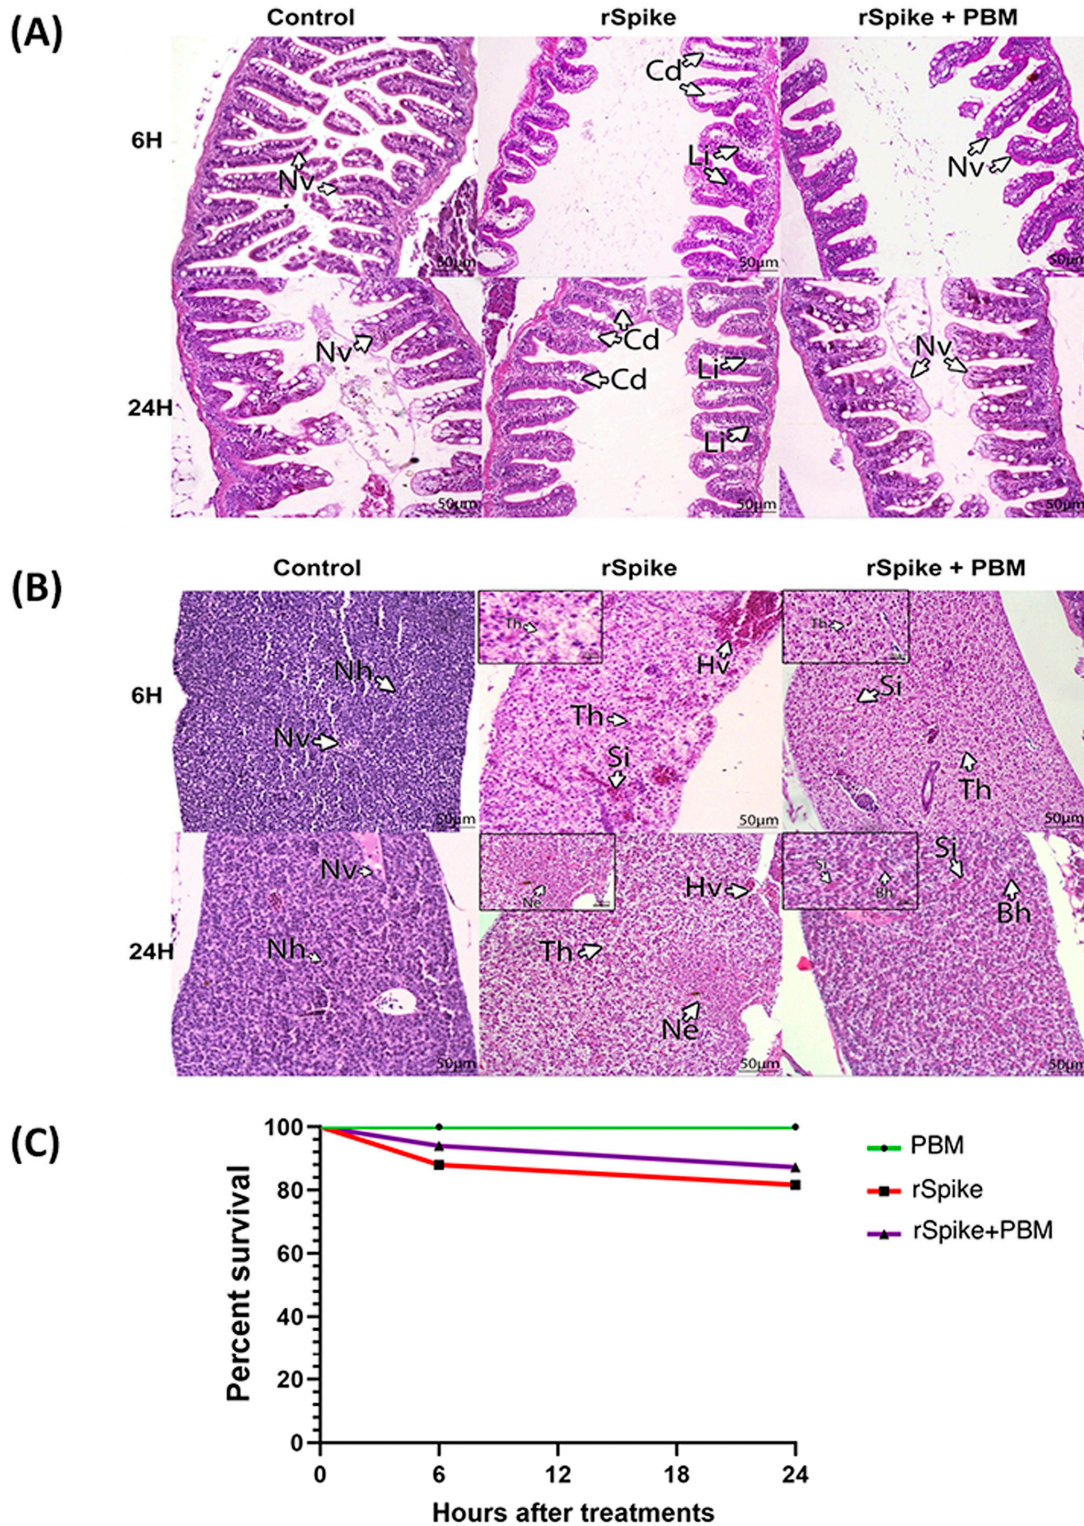 (A)
Control
rSpike
rSpike + PBM
6H
Nv
50µm
Cd
Li
50µm
Nv
50µm
24H
Nv
50µm
Cd
Cd
Li
Li
50µm
Nv
50µm
(B)
Control
rSpike
rSpike + PBM
6H
Nh
Nv
50µm
Th
Hv
Th
Si
50µm
Th
Si
Th
50µm
24H
Nv
Nh
50µm
Ne
Hv
Th
Ne
50µm
Si
Bh
Si
Bh
50µm
(C)
100
80
60
40
20
0
Percent survival
0 6 12 18 24
Hours after treatments
PBM
rSpike
rSpike+PBM